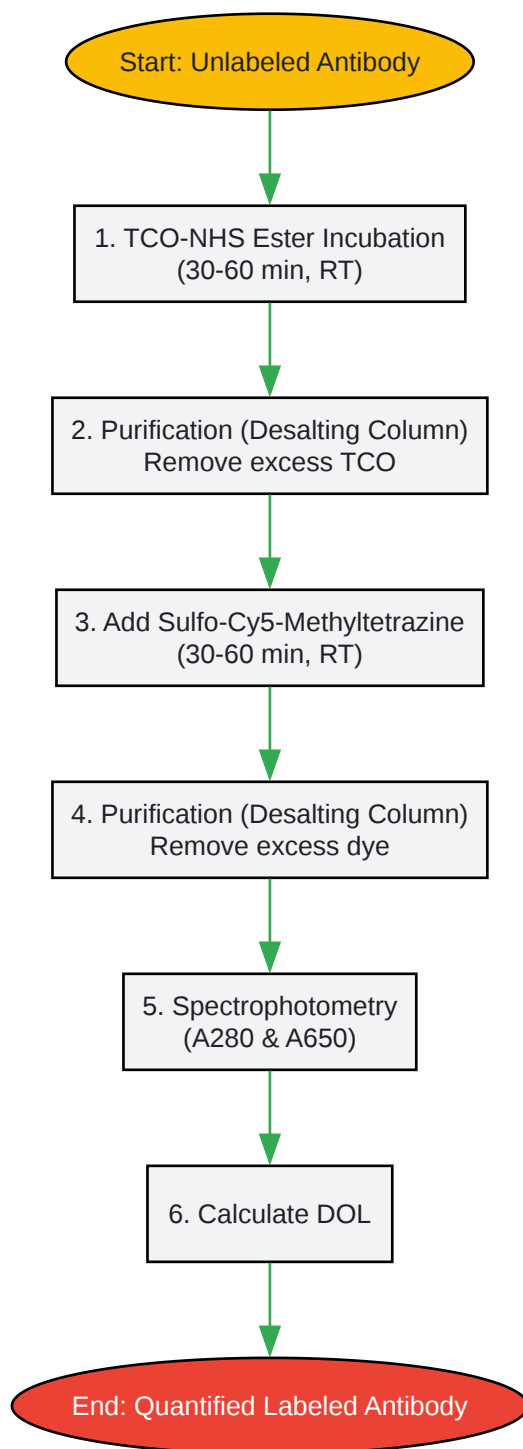 Start: Unlabeled Antibody
1. TCO-NHS Ester Incubation
(30-60 min, RT)
2. Purification (Desalting Column)
Remove excess TCO
3. Add Sulfo-Cy5-Methyltetrazine
(30-60 min, RT)
4. Purification (Desalting Column)
Remove excess dye
5. Spectrophotometry
(A280 & A650)
6. Calculate DOL
End: Quantified Labeled Antibody